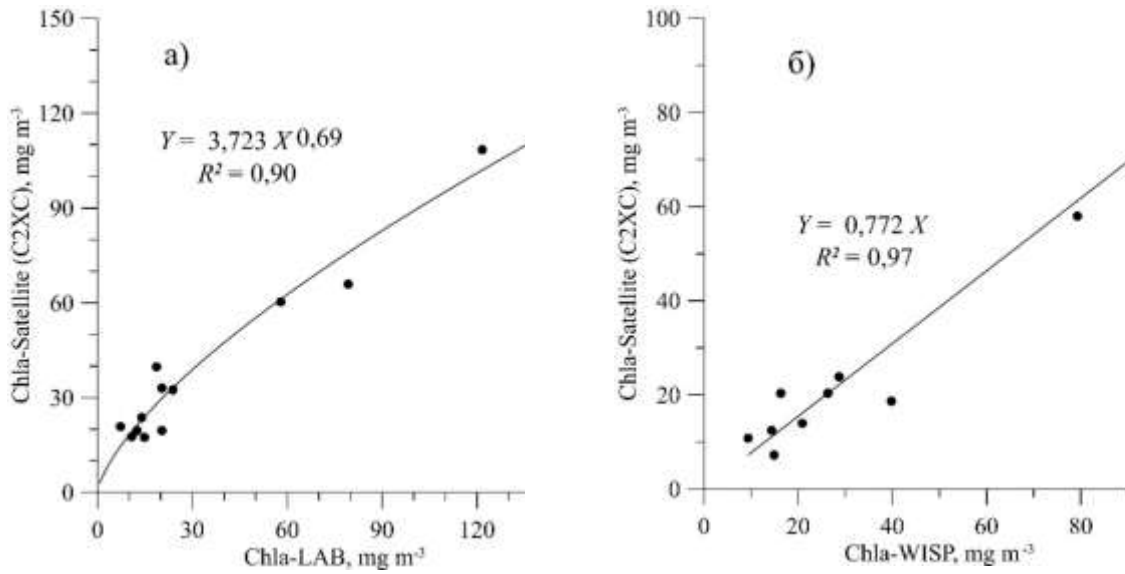 150
120
90
60
30
0
Chla-Satellite (C2XC), mg m⁻³
а)
Y = 3,723 X 0,69
R² = 0,90
0 30 60 90 120
Chla-LAB, mg m⁻³
100
80
60
40
20
0
Chla-Satellite (C2XC), mg m⁻³
б)
Y = 0,772 X
R² = 0,97
0 20 40 60 80
Chla-WISP, mg m⁻³